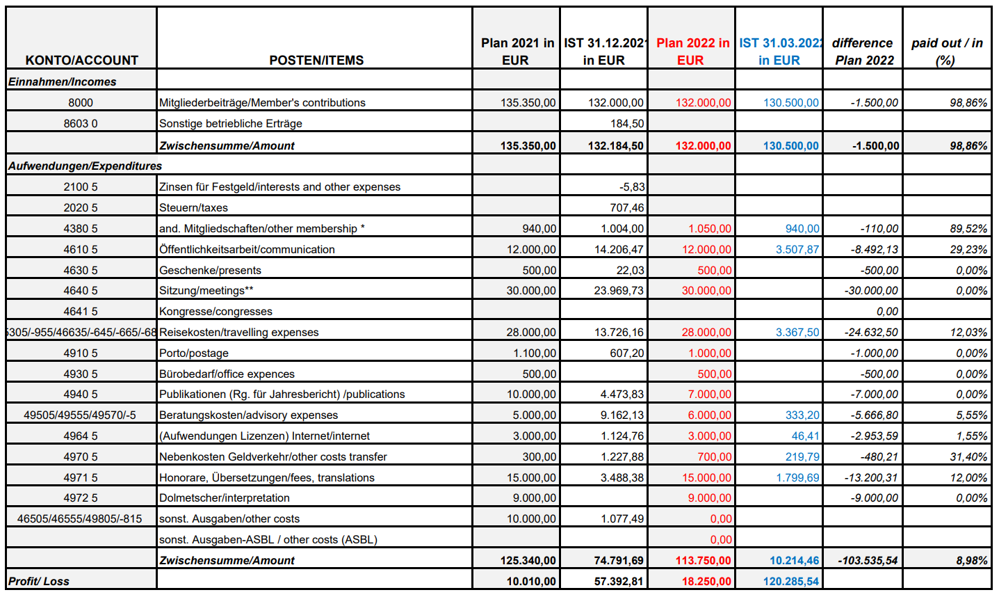 KONTO/ACCOUNT POSTEN/ITEMS Plan 2021 in EUR IST 31.12.2021 in EUR Plan 2022 in EUR IST 31.03.2022 in EUR difference Plan 2022 paid out / in (%)
Einnahmen/Incomes
8000 Mitgliederbeiträge/Member's contributions 135.350,00 132.000,00 132.000,00 130.500,00 -1.500,00 98,86%
8603 0 Sonstige betriebliche Erträge 184,50
Zwischensumme/Amount 135.350,00 132.184,50 132.000,00 130.500,00 -1.500,00 98,86%
Aufwendungen/Expenditures
2100 5 Zinsen für Festgeld/interests and other expenses -5,83
2020 5 Steuern/taxes 707,46
4380 5 and. Mitgliedschaften/other membership * 940,00 1.004,00 1.050,00 940,00 -110,00 89,52%
4610 5 Öffentlichkeitsarbeit/communication 12.000,00 14.206,47 12.000,00 3.507,87 -8.492,13 29,23%
4630 5 Geschenke/presents 500,00 22,03 500,00 -500,00 0,00%
4640 5 Sitzung/meetings** 30.000,00 23.969,73 30.000,00 -30.000,00 0,00%
4641 5 Kongresse/congresses 0,00
5305/-955/46635/-645/-665/-68 Reisekosten/travelling expenses 28.000,00 13.726,16 28.000,00 3.367,50 -24.632,50 12,03%
4910 5 Porto/postage 1.100,00 607,20 1.000,00 -1.000,00 0,00%
4930 5 Bürobedarf/office expences 500,00 500,00 -500,00 0,00%
4940 5 Publikationen (Rg. für Jahresbericht) /publications 10.000,00 4.473,83 7.000,00 -7.000,00 0,00%
49505/49555/49570/-5 Beratungskosten/advisory expenses 5.000,00 9.162,13 6.000,00 333,20 -5.666,80 5,55%
4964 5 (Aufwendungen Lizenzen) Internet/internet 3.000,00 1.124,76 3.000,00 46,41 -2.953,59 1,55%
4970 5 Nebenkosten Geldverkehr/other costs transfer 300,00 1.227,88 700,00 219,79 -480,21 31,40%
4971 5 Honorare, Übersetzungen/fees, translations 15.000,00 3.488,38 15.000,00 1.799,69 -13.200,31 12,00%
4972 5 Dolmetscher/interpretation 9.000,00 9.000,00 -9.000,00 0,00%
46505/46555/49805/-815 sonst. Ausgaben/other costs 10.000,00 1.077,49 0,00
sonst. Ausgaben-ASBL / other costs (ASBL) 0,00
Zwischensumme/Amount 125.340,00 74.791,69 113.750,00 10.214,46 -103.535,54 8,98%
Profit/ Loss 10.010,00 57.392,81 18.250,00 120.285,54